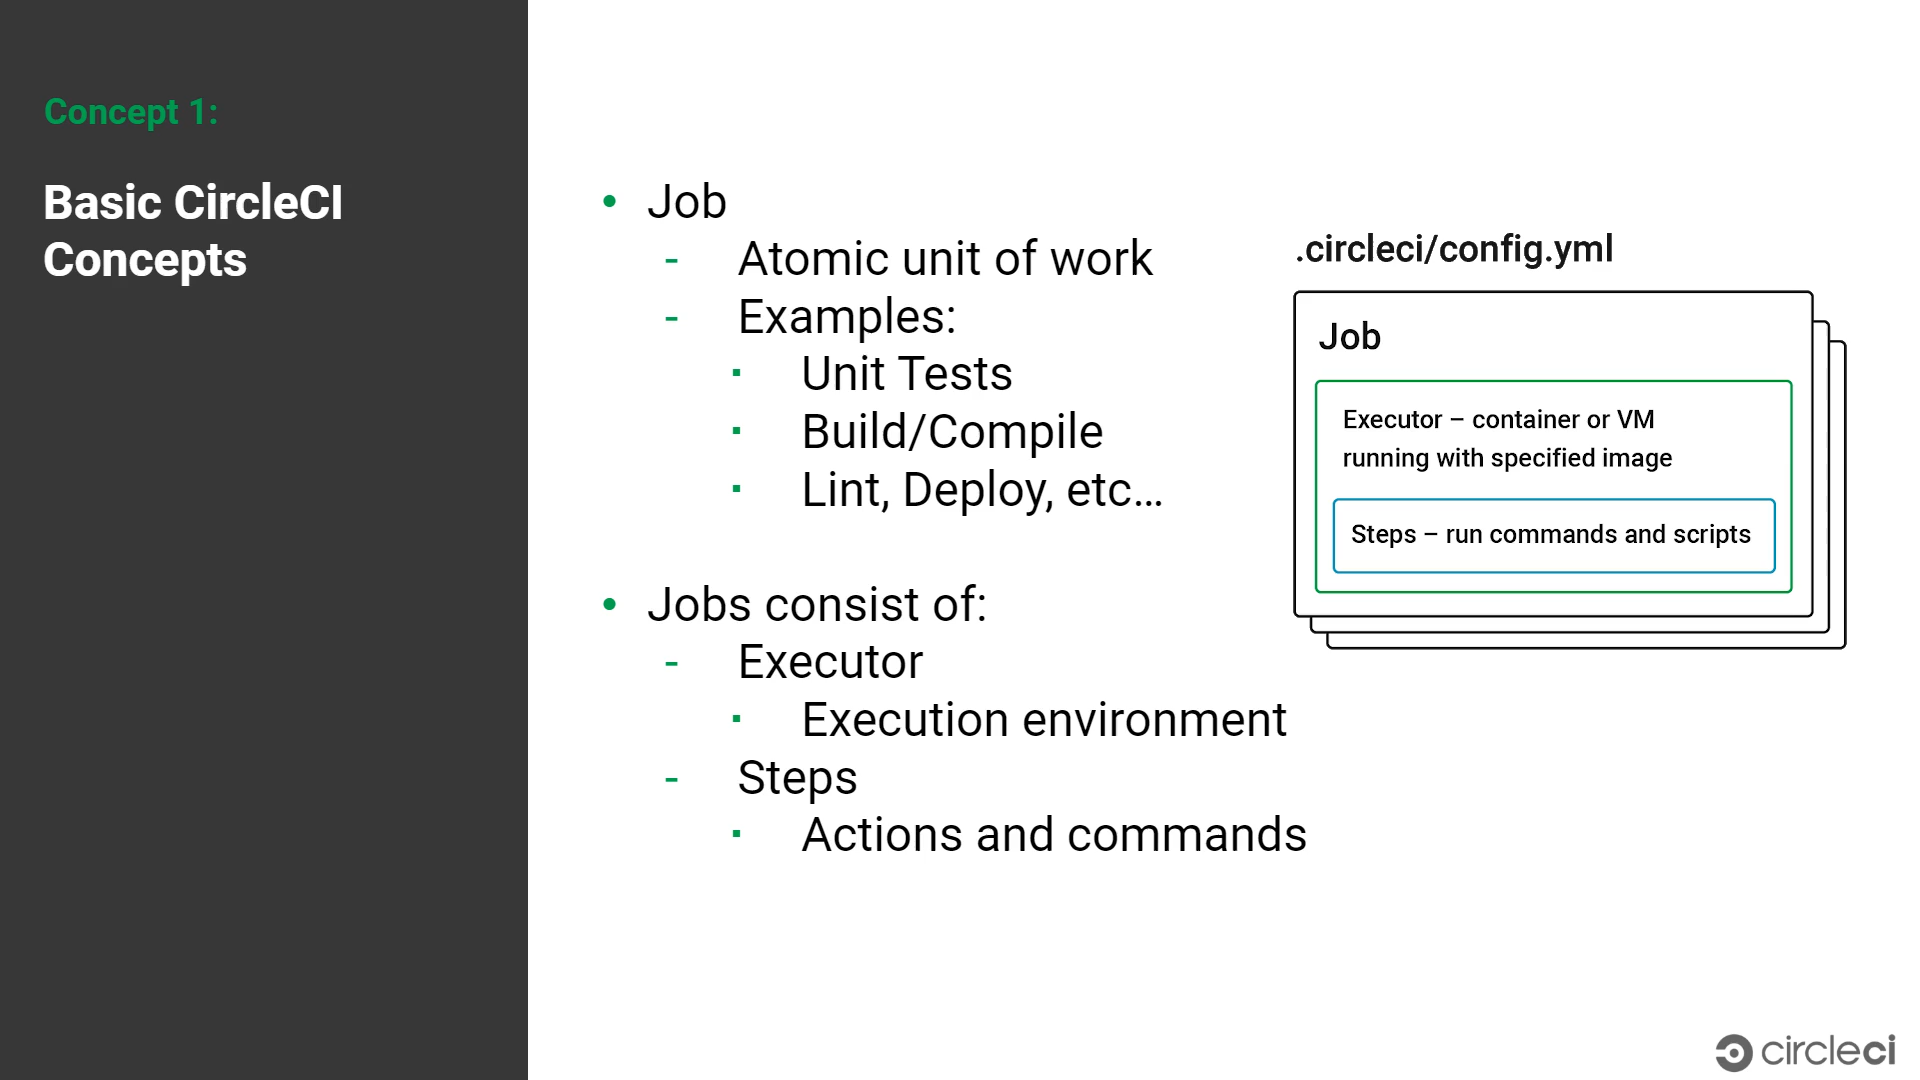 Concept 1:
Basic CircleCI
Concepts
• Job
- Atomic unit of work
- Examples:
▪ Unit Tests
▪ Build/Compile
▪ Lint, Deploy, etc…
• Jobs consist of:
- Executor
▪ Execution environment
- Steps
▪ Actions and commands
.circleci/config.yml
Job
Executor – container or VM
running with specified image
Steps – run commands and scripts
circleci